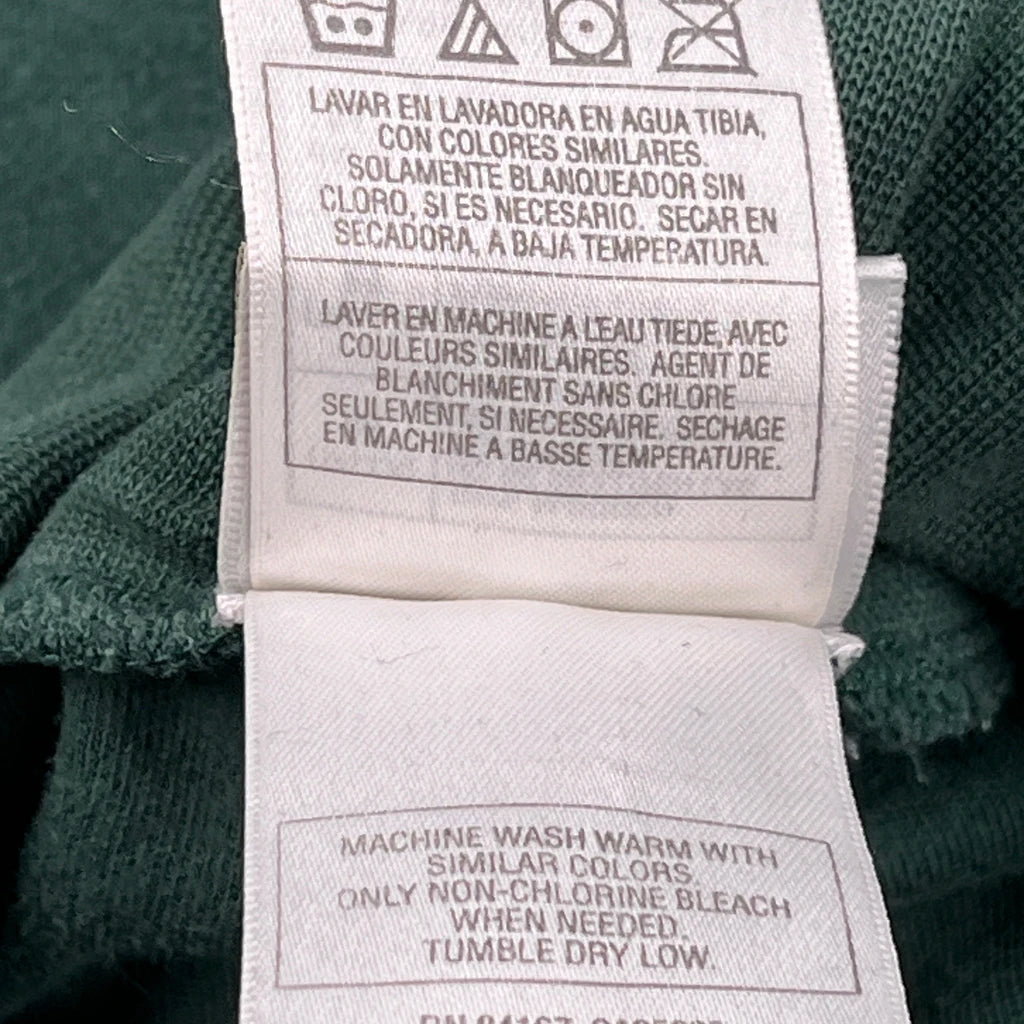 LAVAR EN LAVADORA EN AGUA TIBIA,
CON COLORES SIMILARES.
SOLAMENTE BLANQUEADOR SIN
CLORO, SI ES NECESARIO. SECAR EN
SECADORA, A BAJA TEMPERATURA.
LAVER EN MACHINE A L'EAU TIEDE, AVEC
COULEURS SIMILAIRES. AGENT DE
BLANCHIMENT SANS CHLORE
SEULEMENT, SI NECESSAIRE. SECHAGE
EN MACHINE A BASSE TEMPERATURE.
MACHINE WASH WARM WITH
SIMILAR COLORS.
ONLY NON-CHLORINE BLEACH
WHEN NEEDED.
TUMBLE DRY LOW.